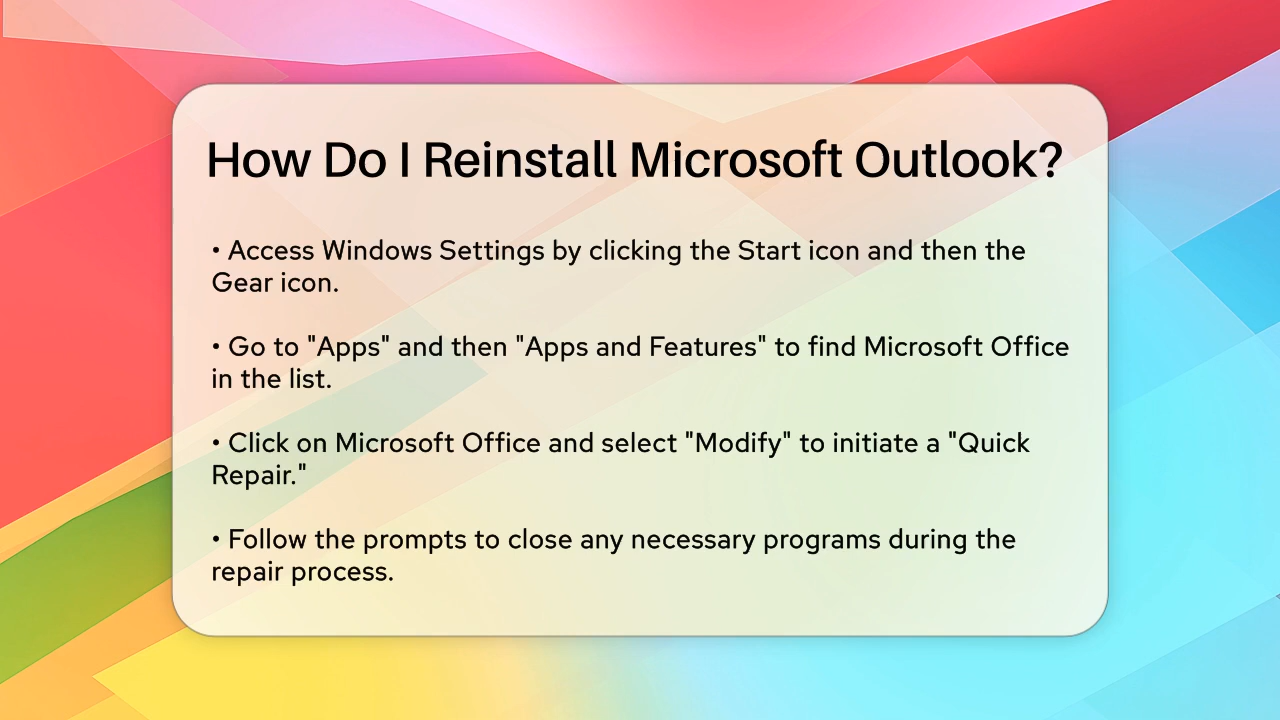 How Do I Reinstall Microsoft Outlook?
• Access Windows Settings by clicking the Start icon and then the
Gear icon.
• Go to "Apps" and then "Apps and Features" to find Microsoft Office
in the list.
• Click on Microsoft Office and select "Modify" to initiate a "Quick
Repair."
• Follow the prompts to close any necessary programs during the
repair process.